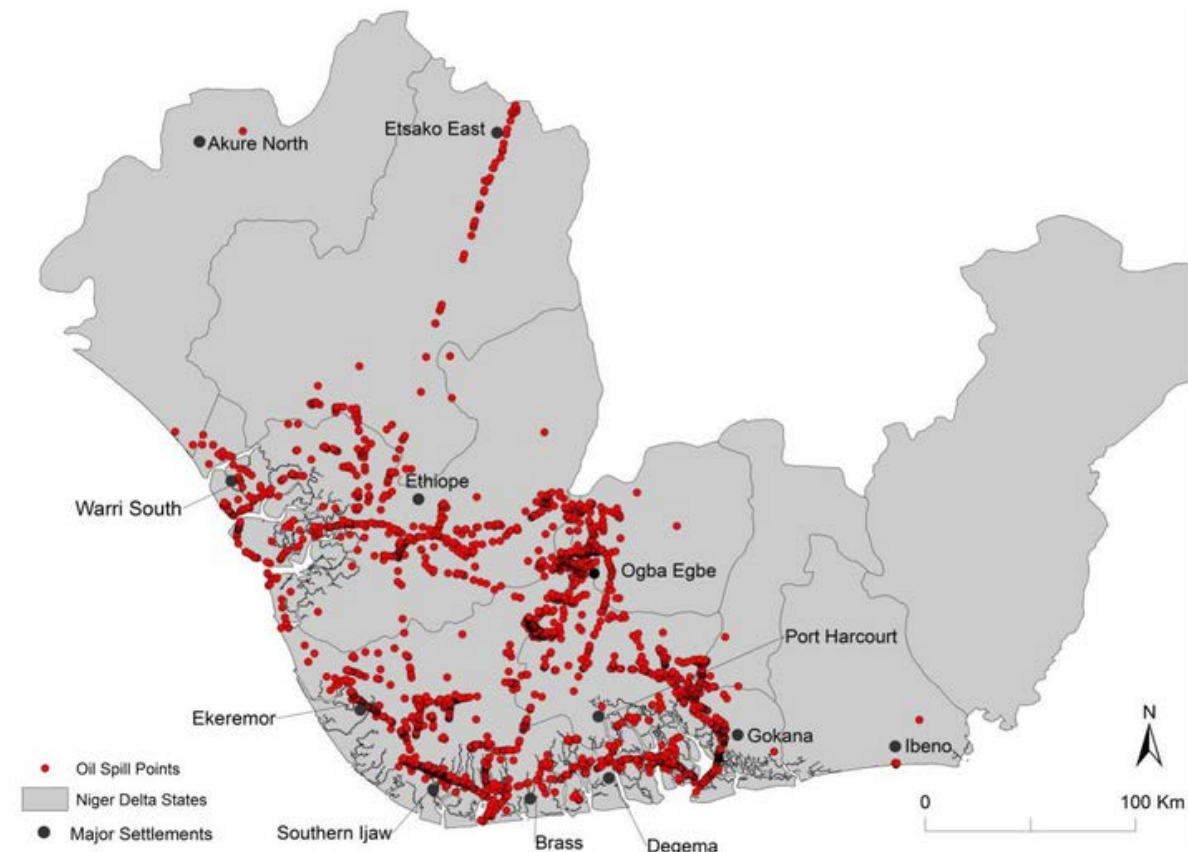 Akure North
Etsako East
Warri South
Ethiope
Ogba Egbe
Port Harcourt
Ekeremor
Gokana
Ibeno
N
Oil Spill Points
Niger Delta States
Major Settlements
0 100 Km
Southern Ijaw
Brass
Degema